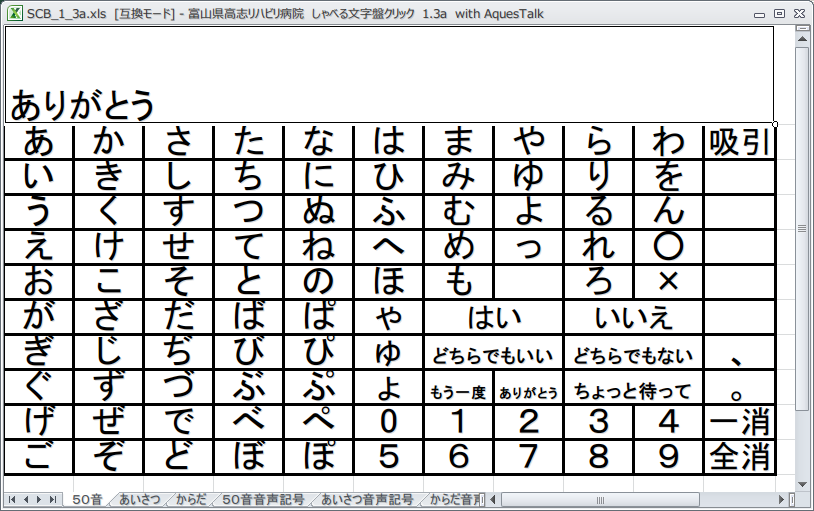 SCB_1_3a.xls [互換モード] - 富山県高志リハビリ病院 しゃべる文字盤クリック 1.3a with AquesTalk
ありがとう
あ か さ た な は ま や ら わ 吸引
い き し ち に ひ み ゆ り を
う く す つ ぬ ふ む よ る ん
え け せ て ね へ め っ れ 〇
お こ そ と の ほ も ろ ×
が ざ だ ば ぱ ゃ はい いいえ
ぎ じ ぢ び ぴ ゅ どちらでもいい どちらでもない 、
ぐ ず づ ぶ ぷ ょ もう一度 ありがとう ちょっと待って 。
げ ぜ で べ ぺ 0 1 2 3 4 一消
ご ぞ ど ぼ ぽ 5 6 7 8 9 全消
50音 あいさつ からだ 50音音声記号 あいさつ音声記号 からだ音声